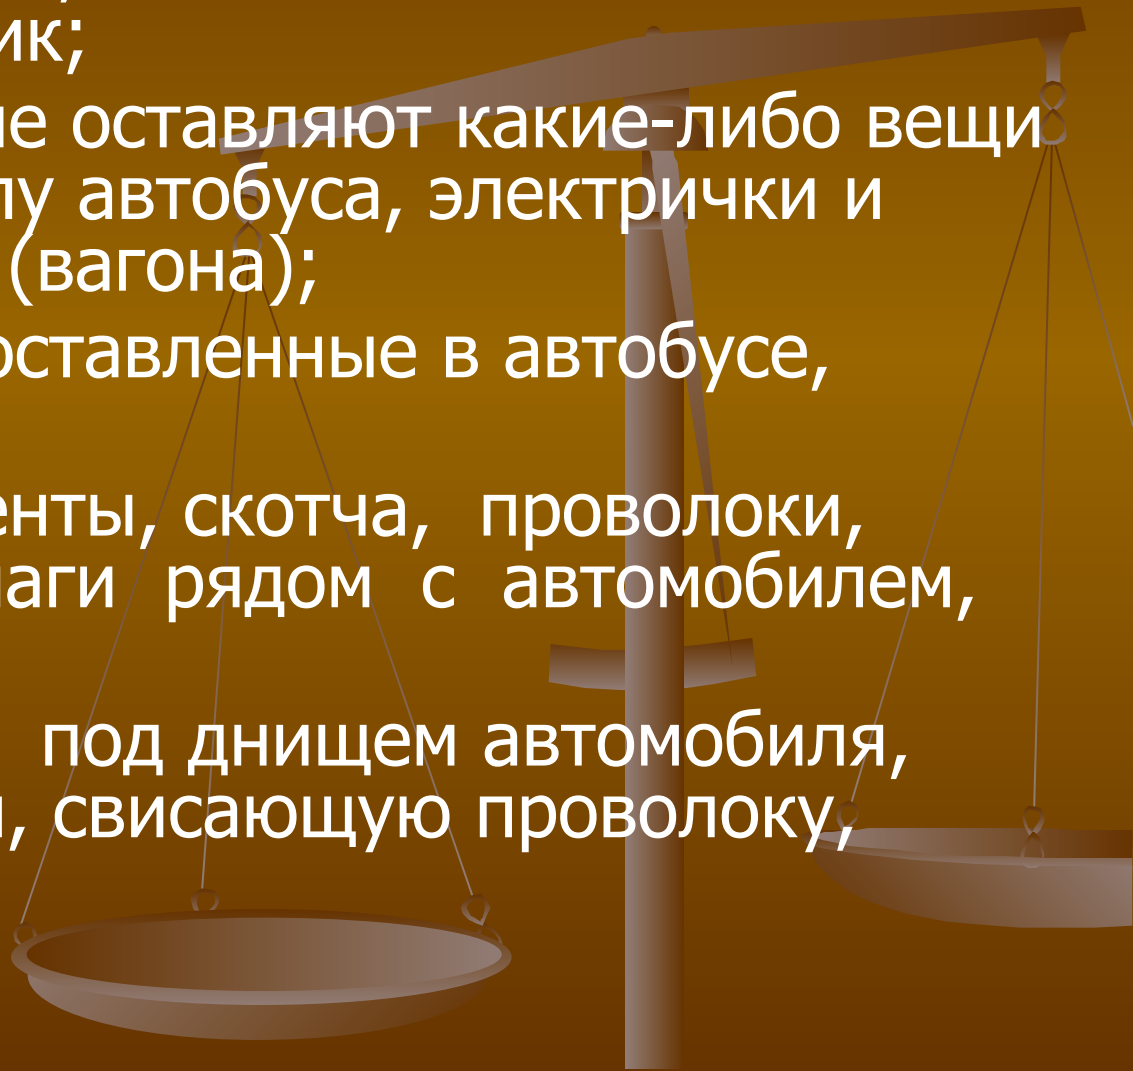 ик;
не оставляют какие-либо вещи
лу автобуса, электрички и
(вагона);
оставленные в автобусе,
енты, скотча, проволоки,
маги рядом с автомобилем,
под днищем автомобиля,
, свисающую проволоку,